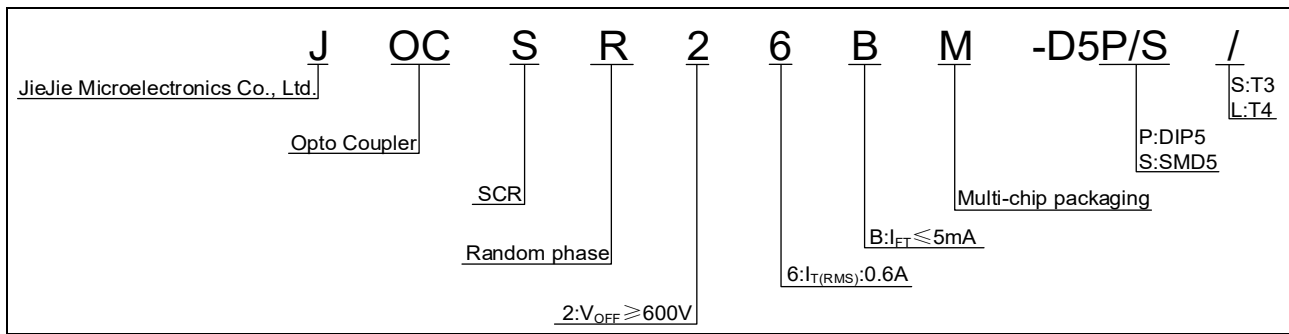 J OC S R 2 6 B M -D5P/S /
JieJie Microelectronics Co., Ltd.
S:T3
L:T4
Opto Coupler
P:DIP5
S:SMD5
SCR
Multi-chip packaging
Random phase
B:IFT≤5mA
6:IT(RMS):0.6A
2:VOFF≥600V